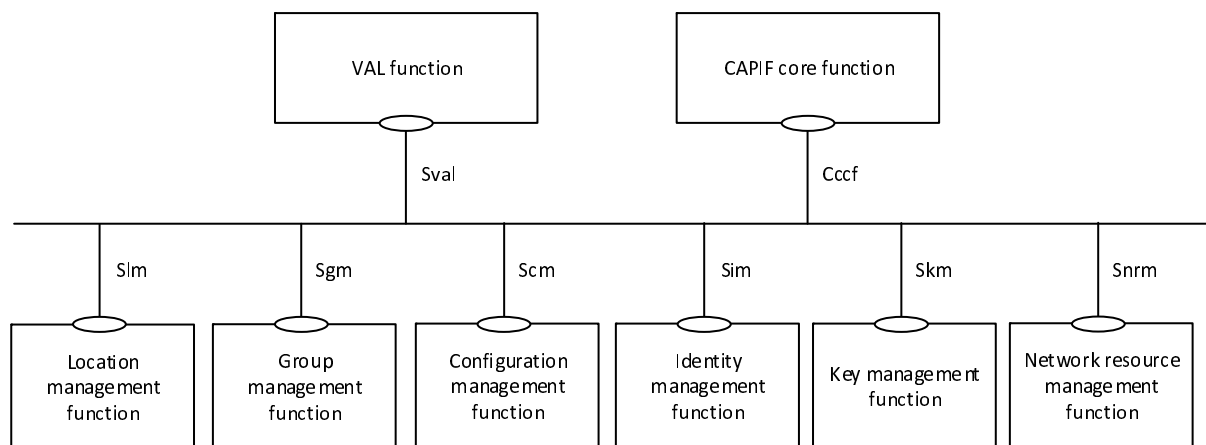 VAL function
CAPIF core function
Sval
Cccf
Slm
Sgm
Scm
Sim
Skm
Snrm
Location
management
function
Group
management
function
Configuration
management
function
Identity
management
function
Key management
function
Network resource
management
function